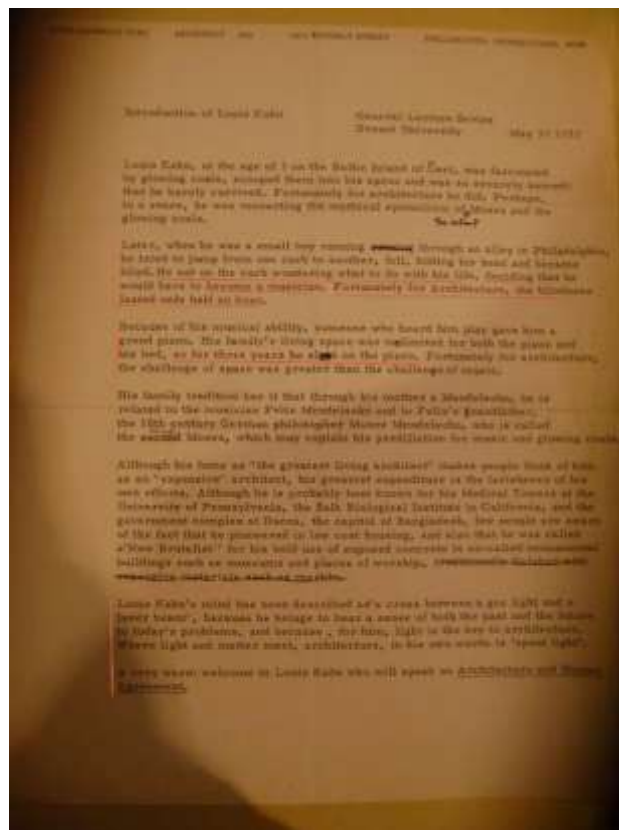 Introduction of Louis Kahn
General Lecture Series
Drexel University
May 17
Louis Kahn, at the age of 3 on the Baltic Island of was fascinated
by glowing coals, scooped them into his apron and was so severely burned
that he barely survived. Fortunately for architecture he did. Perhaps,
in a sense, he was reenacting the mythical of Moses and the
glowing coals.
Later, when he was a small boy running through an alley in Philadelphia,
he tried to jump from one sack to another, fell, hitting his head and became
blind. He sat on the curb wondering what to do with his life, deciding that he
would have to become a musician. Fortunately for Architecture, the blindness
lasted only half an hour.
Because of his musical ability, someone who heard him play gave him a
grand piano. His family's living space was too for both the piano and
his bed, so for three years he on the piano. Fortunately for architecture,
the challenge of space was greater than the challenge of music.
His family tradition has it that through his mother a Mendelsohn, he is
related to the musician Felix Mendelssohn and to Felix's grandfather,
the 18th century German philosopher Moses Mendelssohn, who is called
the second Moses, which may explain his for music and glowing coals.
Although his fame as "the greatest living architect" makes people think of him
as an "expensive" architect, his greatest expenditure is the of his
own efforts. Although he is probably best known for his Medical Towers at the
University of Pennsylvania, the Salk Biological Institute in California, and the
government complex at Dacca, the capital of Bangladesh, few people are aware
of the fact that he pioneered in low cost housing, and also that he was called
a "New Brutalist" for his bold use of exposed concrete in so-called monumental
buildings such as museums and places of worship,
Louis Kahn's mind has been described as a cross between a gas light and a
laser beam, because he brings to bear a sense of both the past and the future
to today's problems, and because, for him, light is the key to architecture.
Where light and matter meet, architecture, in his own words is "spent light".
A very warm welcome to Louis Kahn who will speak on Architecture and Human
Agreement.